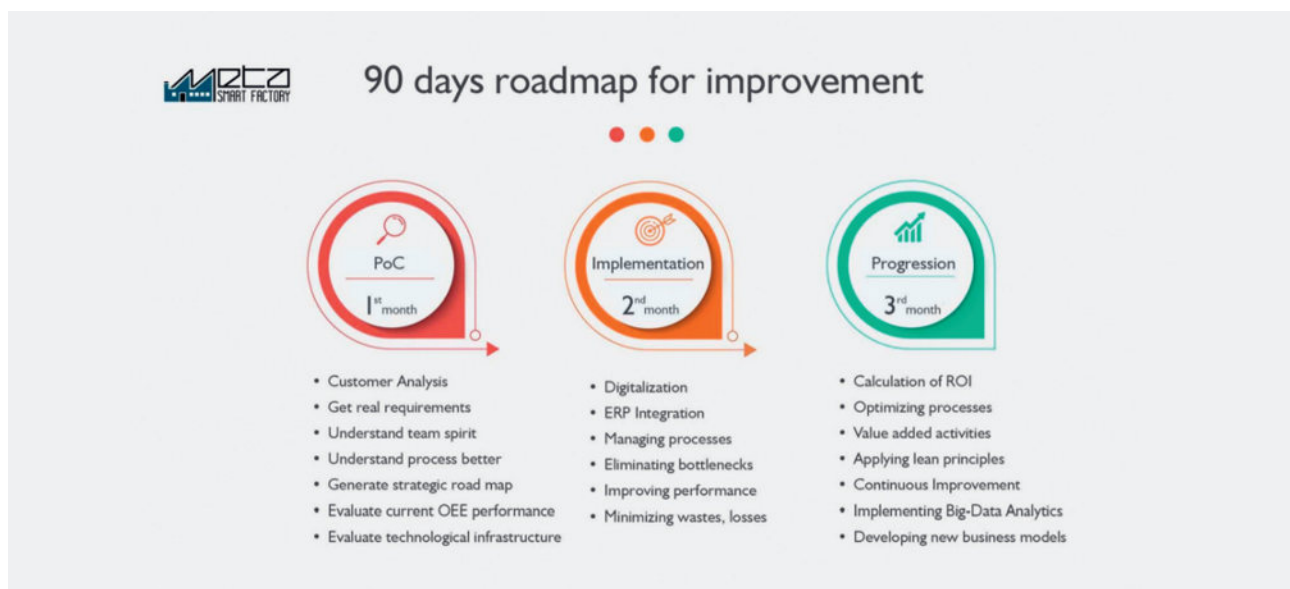 meta
SMART FACTORY
90 days roadmap for improvement
PoC
1st month
• Customer Analysis
• Get real requirements
• Understand team spirit
• Understand process better
• Generate strategic road map
• Evaluate current OEE performance
• Evaluate technological infrastructure
Implementation
2nd month
• Digitalization
• ERP Integration
• Managing processes
• Eliminating bottlenecks
• Improving performance
• Minimizing wastes, losses
Progression
3rd month
• Calculation of ROI
• Optimizing processes
• Value added activities
• Applying lean principles
• Continuous Improvement
• Implementing Big-Data Analytics
• Developing new business models